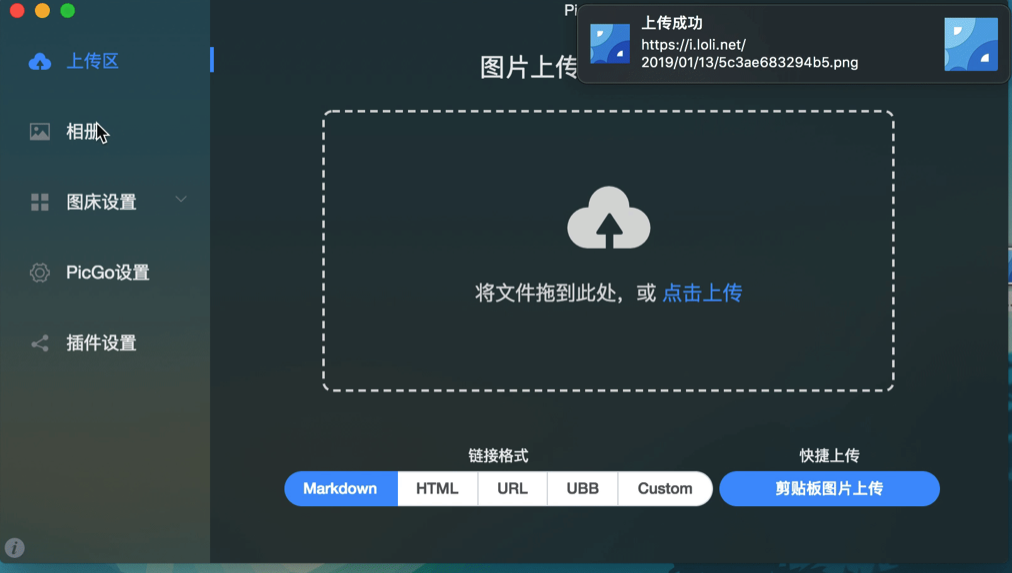 Pi
上传成功
https://i.loli.net/
2019/01/13/5c3ae683294b5.png
上传区
图片上传
相册
图床设置
PicGo设置
插件设置
将文件拖到此处，或 点击上传
链接格式
快捷上传
Markdown HTML URL UBB Custom
剪贴板图片上传